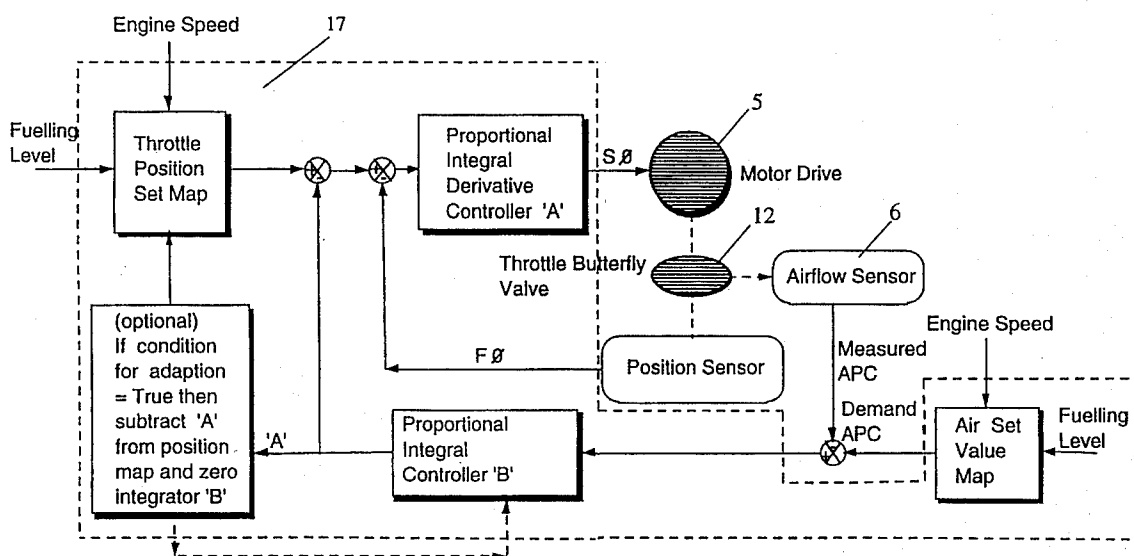 Engine Speed
17
Fuelling
Level
Throttle
Position
Set Map
Proportional
Integral
Derivative
Controller 'A'
SØ
5
Motor Drive
12
Throttle Butterfly
Valve
6
Airflow Sensor
(optional)
If condition
for adaption
= True then
subtract 'A'
from position
map and zero
integrator 'B'
FØ
Position Sensor
Measured
APC
Engine Speed
'A'
Proportional
Integral
Controller 'B'
Demand
APC
Air Set
Value
Map
Fuelling
Level